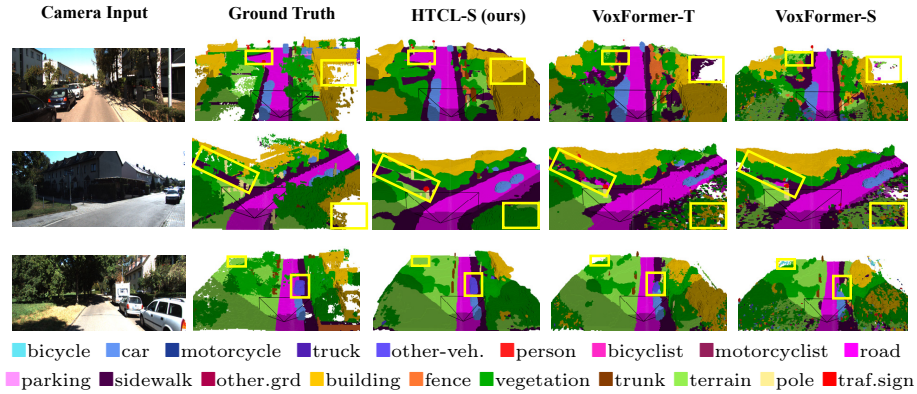 Camera Input Ground Truth HTCL-S (ours) VoxFormer-T VoxFormer-S
bicycle car motorcycle truck other-veh. person bicyclist motorcyclist road
parking sidewalk other.grd building fence vegetation trunk terrain pole traf.sign